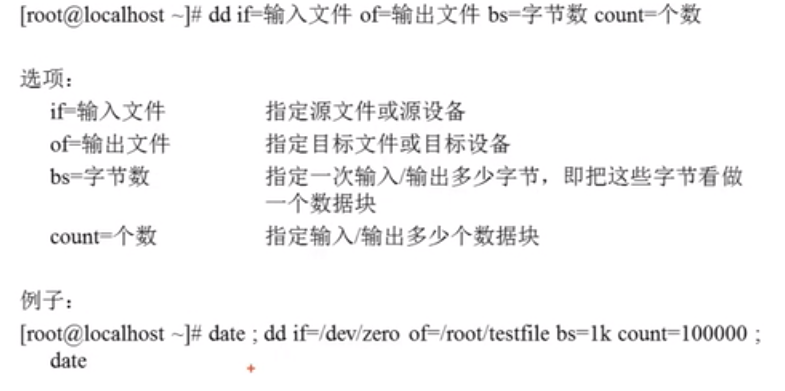 [root@localhost ~]# dd if=输入文件 of=输出文件 bs=字节数 count=个数
选项：
if=输入文件 指定源文件或源设备
of=输出文件 指定目标文件或目标设备
bs=字节数 指定一次输入/输出多少字节，即把这些字节看做
一个数据块
count=个数 指定输入/输出多少个数据块
例子：
[root@localhost ~]# date ; dd if=/dev/zero of=/root/testfile bs=1k count=100000 ;
date